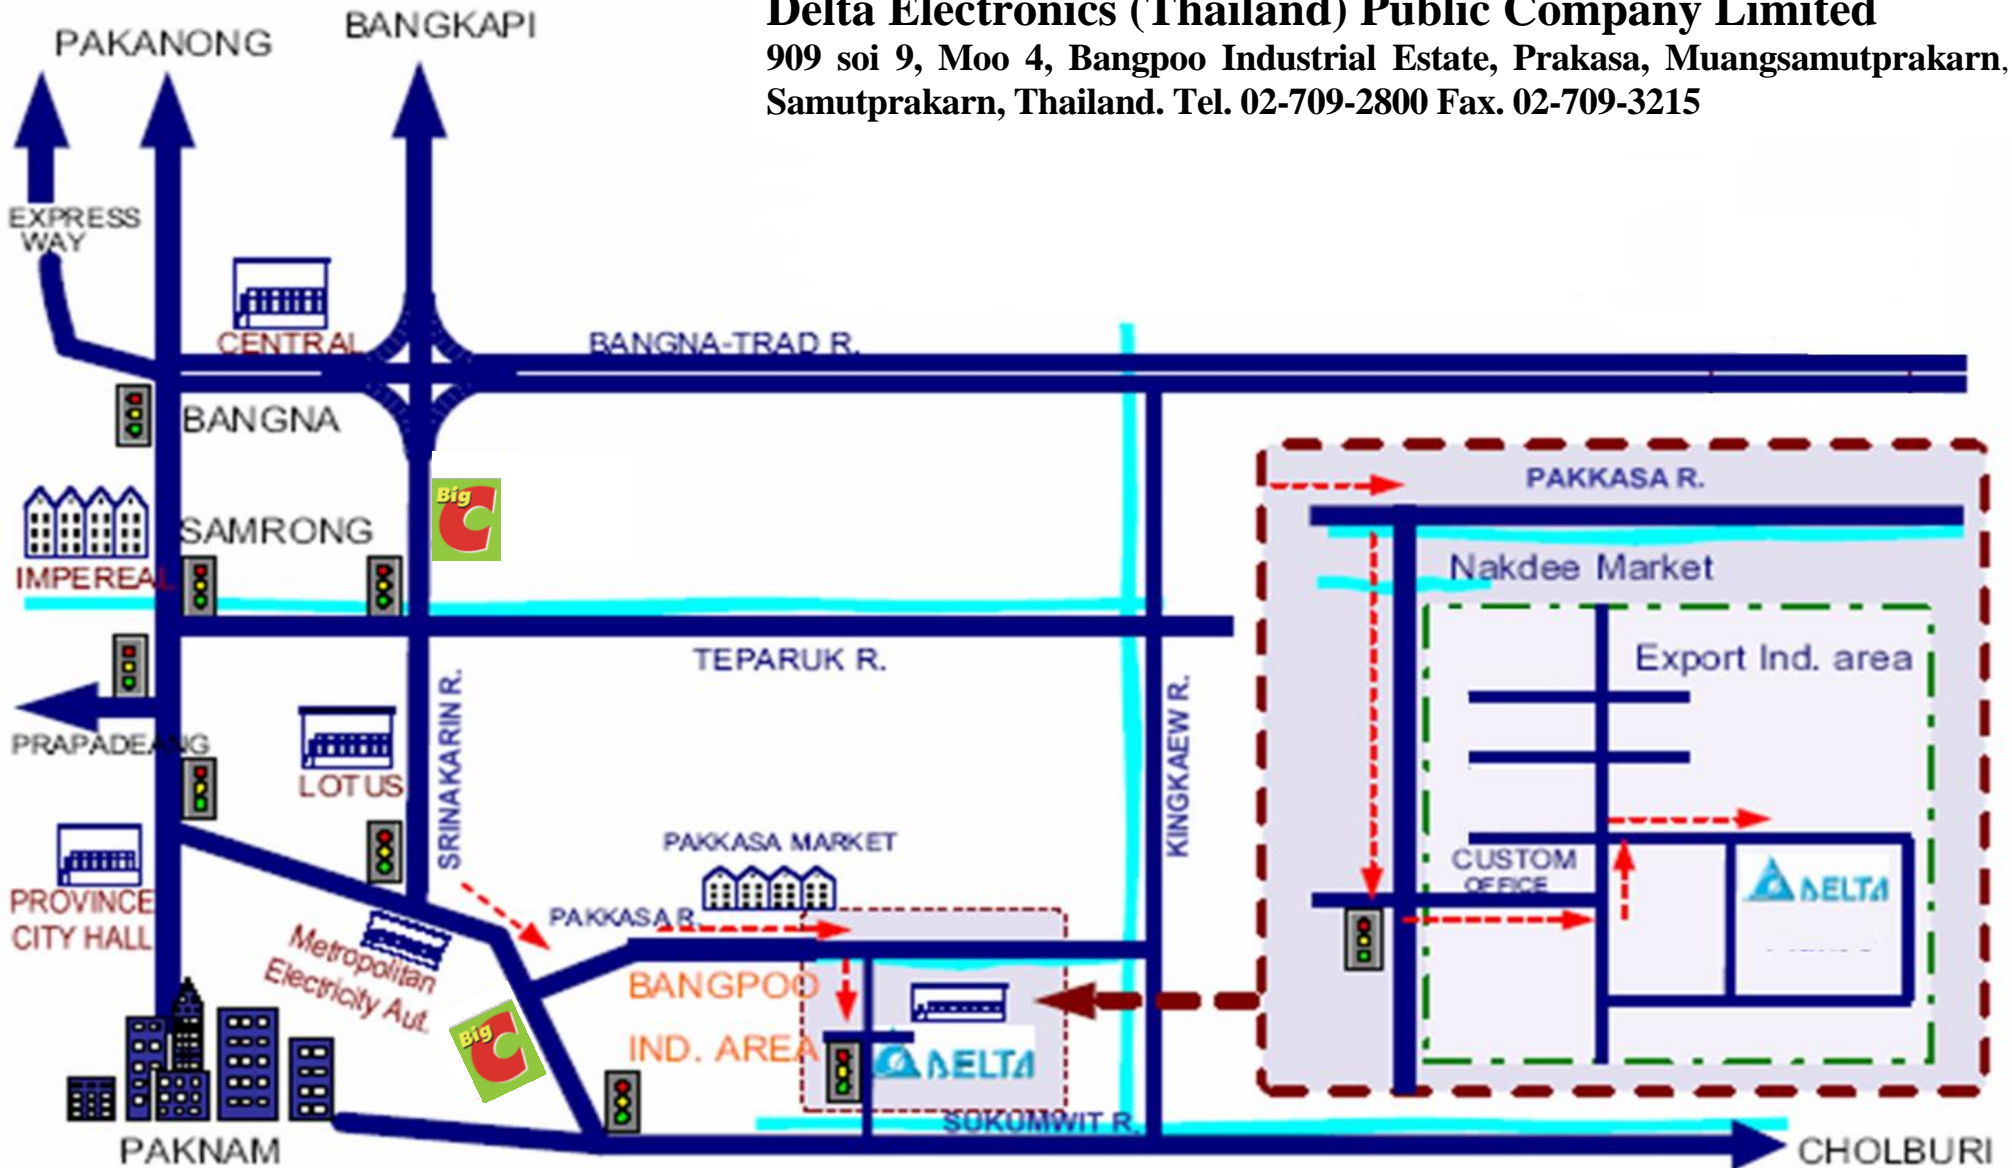 Delta Electronics (Thailand) Public Company Limited
909 soi 9, Moo 4, Bangpoo Industrial Estate, Prakasa, Muangsamutprakarn,
Samutprakarn, Thailand. Tel. 02-709-2800 Fax. 02-709-3215
PAKANONG
BANGKAPI
EXPRESS
WAY
CENTRAL
BANGNA-TRAD R.
BANGNA
Big
C
SAMRONG
IMPEREAL
TEPARUK R.
PRAPADEANG
LOTUS
SRINAKARIN R.
KINGKAEW R.
PAKKASA MARKET
PAKKASA R.
PROVINCE
CITY HALL
Metropolitan
Electricity Aut.
Big
C
BANGPOO
IND. AREA
DELTA
SUKUMWIT R.
PAKNAM
CHOLBURI
PAKKASA R.
Nakdee Market
Export Ind. area
CUSTOM
OFFICE
DELTA